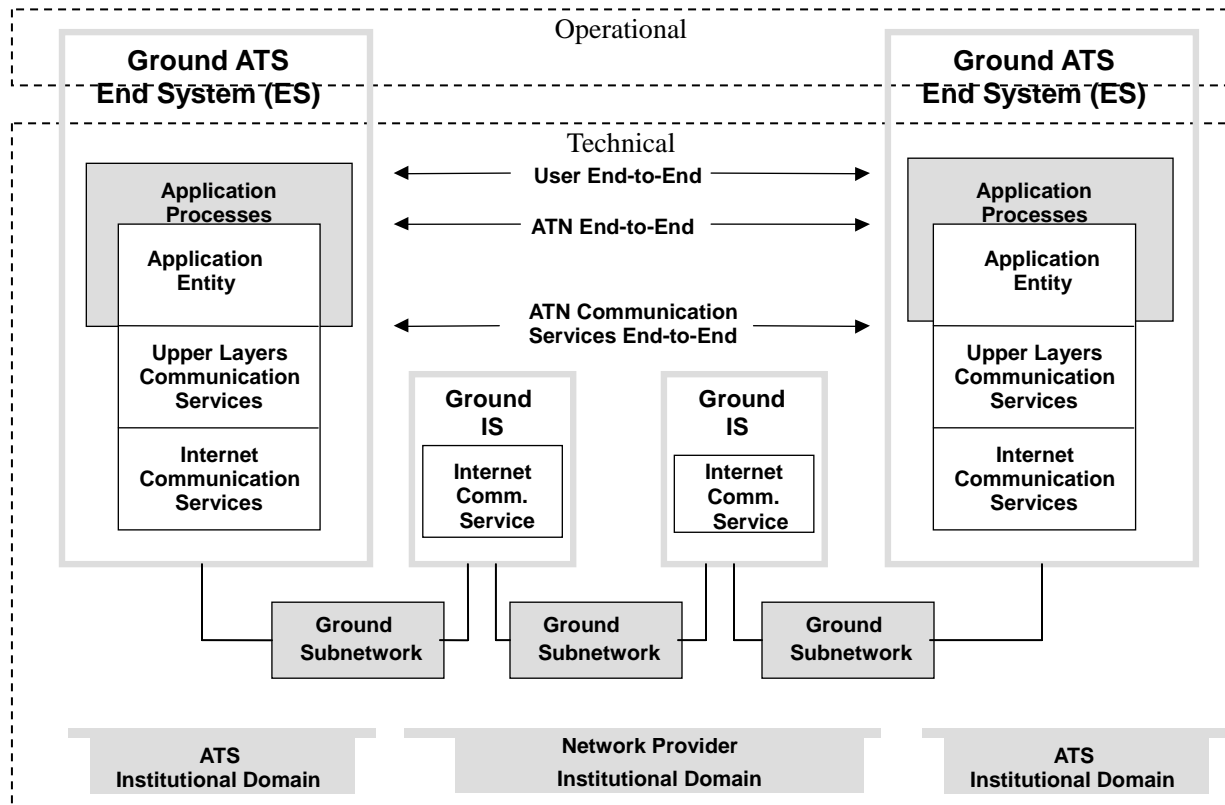 Operational
Ground ATS
End System (ES)
Ground ATS
End System (ES)
Technical
User End-to-End
ATN End-to-End
ATN Communication
Services End-to-End
Application
Processes
Application
Entity
Upper Layers
Communication
Services
Internet
Communication
Services
Ground
IS
Internet
Comm.
Service
Ground
IS
Internet
Comm.
Service
Application
Processes
Application
Entity
Upper Layers
Communication
Services
Internet
Communication
Services
Ground
Subnetwork
Ground
Subnetwork
Ground
Subnetwork
ATS
Institutional Domain
Network Provider
Institutional Domain
ATS
Institutional Domain